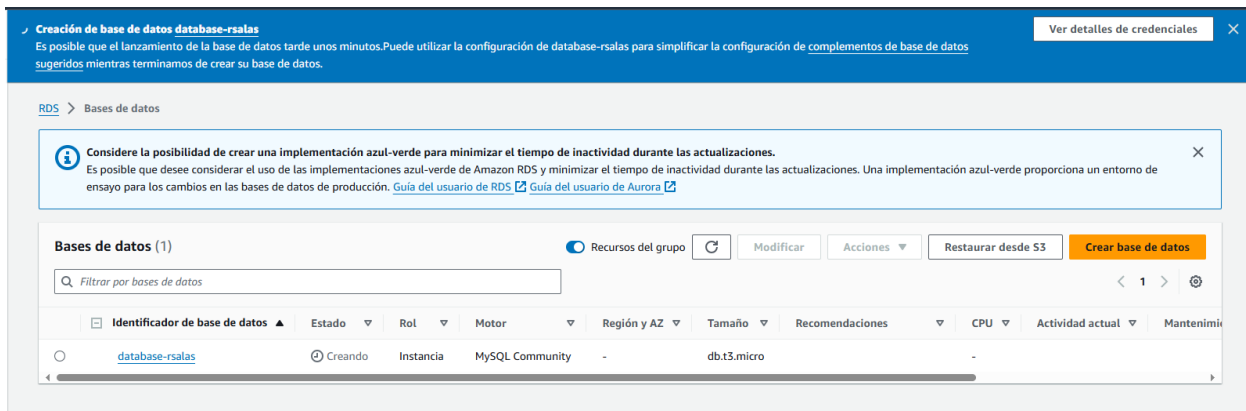 Creación de base de datos database-rsalas
Ver detalles de credenciales
Es posible que el lanzamiento de la base de datos tarde unos minutos.Puede utilizar la configuración de database-rsalas para simplificar la configuración de complementos de base de datos
sugeridos mientras terminamos de crear su base de datos.
RDS > Bases de datos
Considere la posibilidad de crear una implementación azul-verde para minimizar el tiempo de inactividad durante las actualizaciones.
Es posible que desee considerar el uso de las implementaciones azul-verde de Amazon RDS y minimizar el tiempo de inactividad durante las actualizaciones. Una implementación azul-verde proporciona un entorno de
ensayo para los cambios en las bases de datos de producción. Guía del usuario de RDS Guía del usuario de Aurora
Bases de datos (1) Recursos del grupo Modificar Acciones Restaurar desde S3 Crear base de datos
Filtrar por bases de datos < 1 >
Identificador de base de datos Estado Rol Motor Región y AZ Tamaño Recomendaciones CPU Actividad actual Mantenimi
database-rsalas Creando Instancia MySQL Community - db.t3.micro -